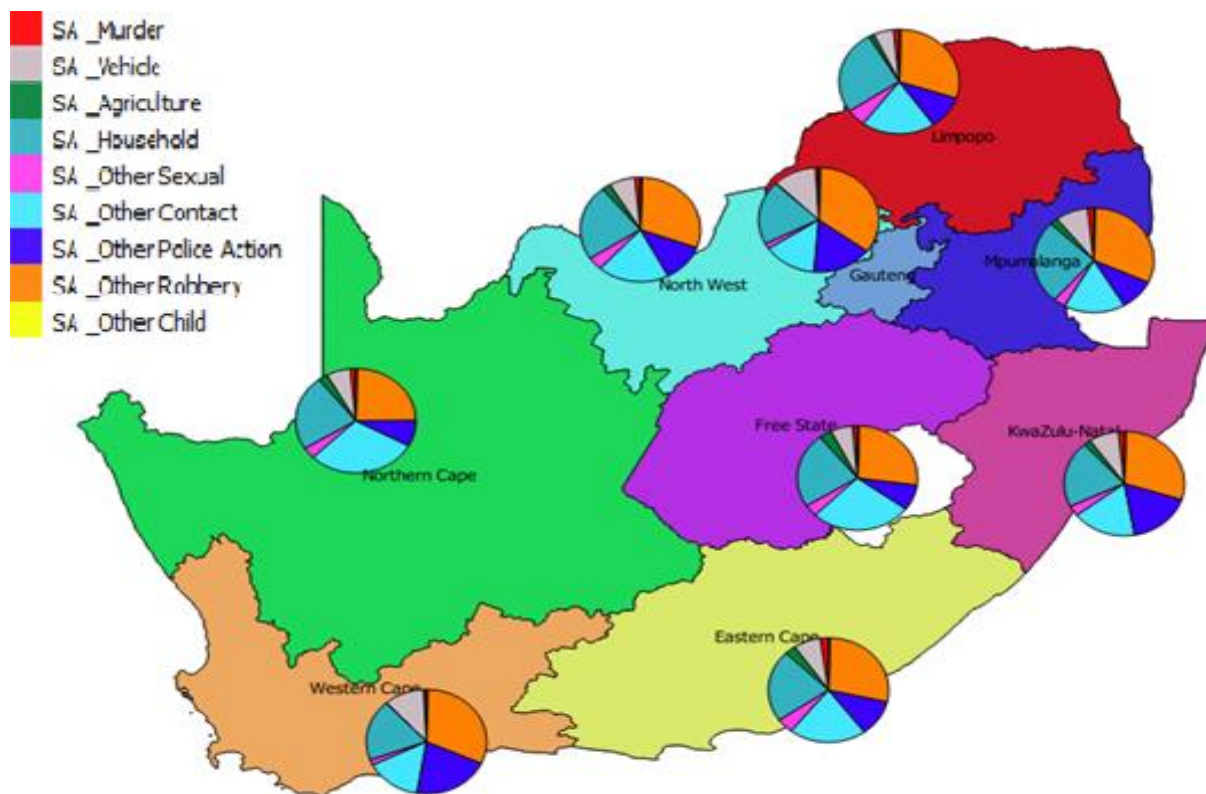 SA _Murder
SA _Vehicle
SA _Agriculture
SA _Household
SA _Other Sexual
SA _Other Contact
SA _Other Police Action
SA _Other Robbery
SA _Other Child
Limpopo
North West
Gauteng
Mpumalanga
Free State
KwaZulu-Natal
Northern Cape
Eastern Cape
Western Cape